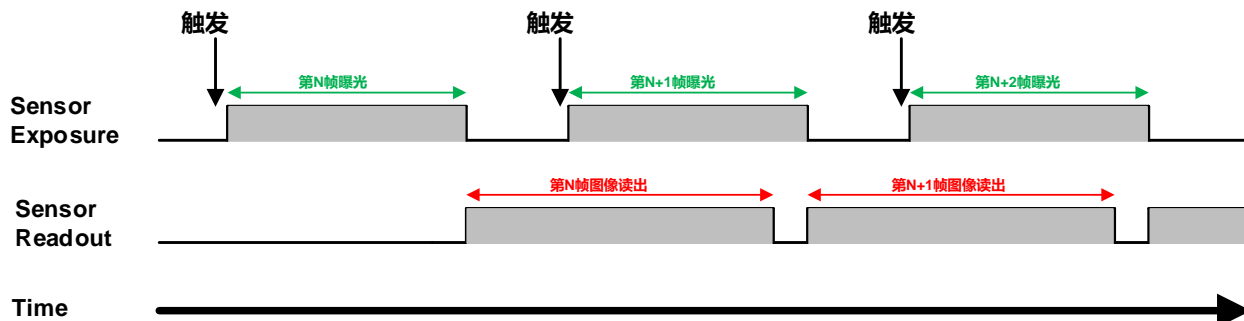 触发
触发
触发
第N帧曝光
第N+1帧曝光
第N+2帧曝光
Sensor
Exposure
第N帧图像读出
第N+1帧图像读出
Sensor
Readout
Time